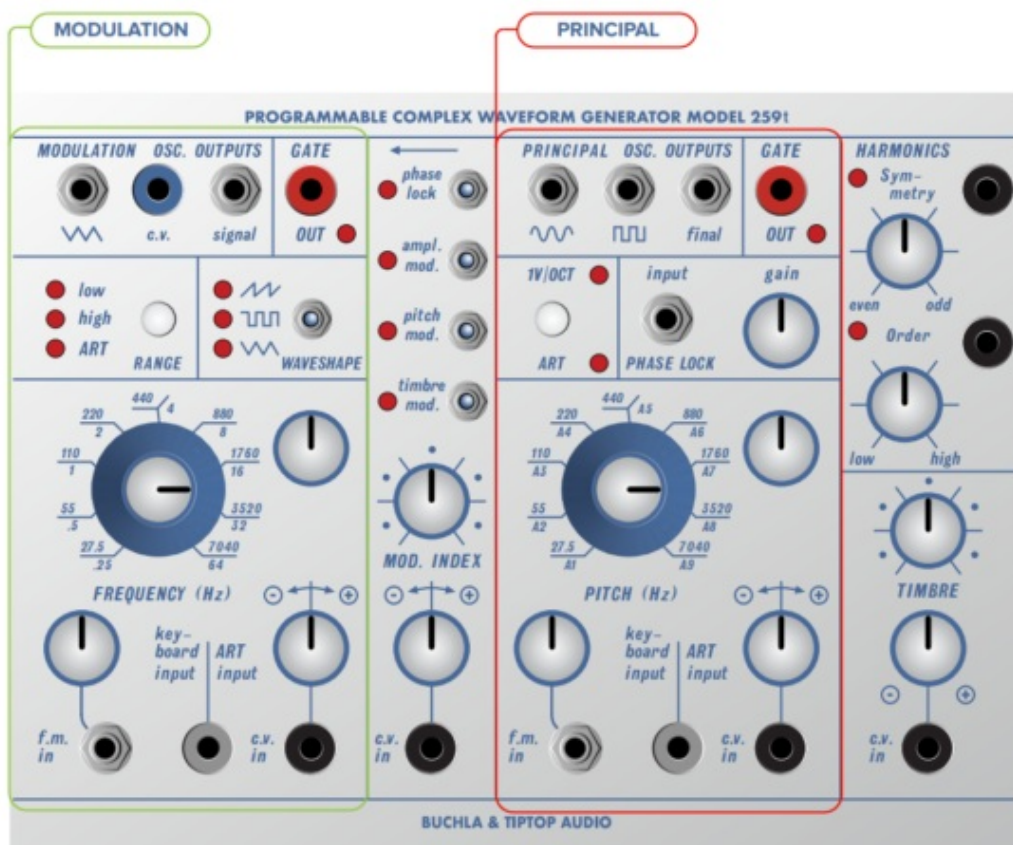 MODULATION
PRINCIPAL
PROGRAMMABLE COMPLEX WAVEFORM GENERATOR MODEL 259t
MODULATION OSC. OUTPUTS
c.v.
signal
GATE
OUT
low
high
ART
RANGE
WAVESHAPE
440 / 4
220 / 2
880 / 8
110 / 1
1760 / 16
55 / .5
3520 / 32
27.5 / .25
7040 / 64
FREQUENCY (Hz)
- +
key-
board
input
ART
input
f.m.
in
c.v.
in
phase
lock
ampl.
mod.
pitch
mod.
timbre
mod.
MOD. INDEX
- +
c.v.
in
PRINCIPAL OSC. OUTPUTS
final
GATE
OUT
1V/OCT
ART
input
PHASE LOCK
gain
440 / A5
220 / A4
880 / A6
110 / A3
1760 / A7
55 / A2
3520 / A8
27.5 / A1
7040 / A9
PITCH (Hz)
- +
key-
board
input
ART
input
f.m.
in
c.v.
in
HARMONICS
Sym-
metry
even odd
Order
low high
TIMBRE
- +
c.v.
in
BUCHLA & TIPTOP AUDIO